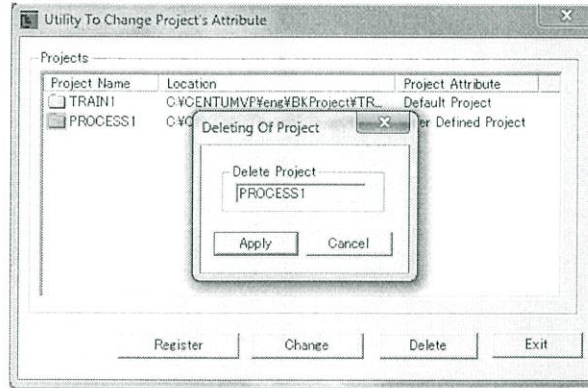 Utility To Change Project's Attribute
Projects
Project Name Location Project Attribute
TRAIN1 C:¥CENTUMVP¥eng¥BKProject¥TR... Default Project
PROCESS1 C:¥C er Defined Project
Deleting Of Project
Delete Project
PROCESS1
Apply Cancel
Register Change Delete Exit